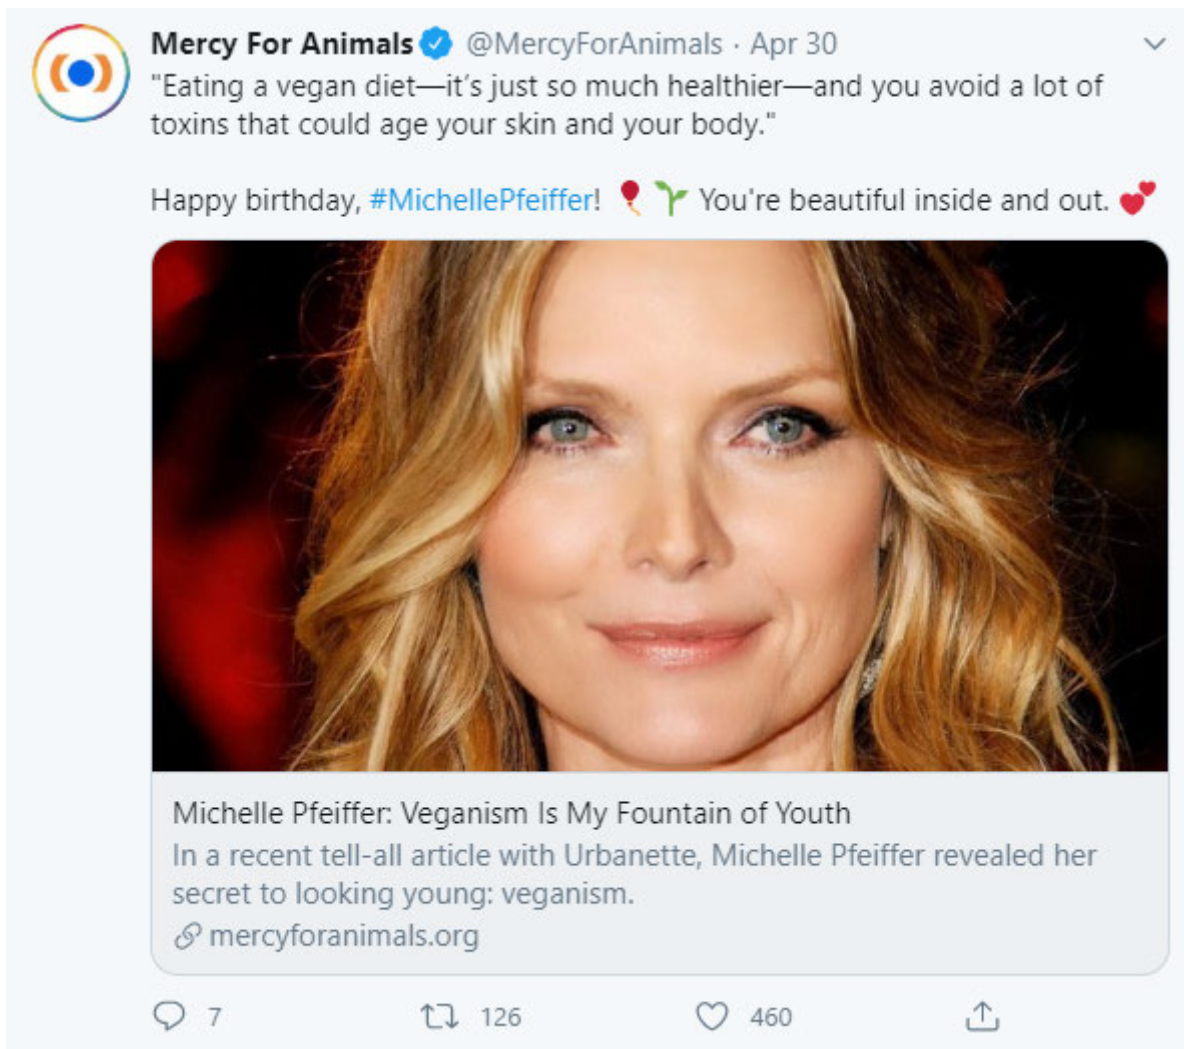 Mercy For Animals @MercyForAnimals · Apr 30
"Eating a vegan diet—it's just so much healthier—and you avoid a lot of
toxins that could age your skin and your body."
Happy birthday, #MichellePfeiffer! 🎈🌱 You're beautiful inside and out. 💕
Michelle Pfeiffer: Veganism Is My Fountain of Youth
In a recent tell-all article with Urbanette, Michelle Pfeiffer revealed her
secret to looking young: veganism.
mercyforanimals.org
7 126 460